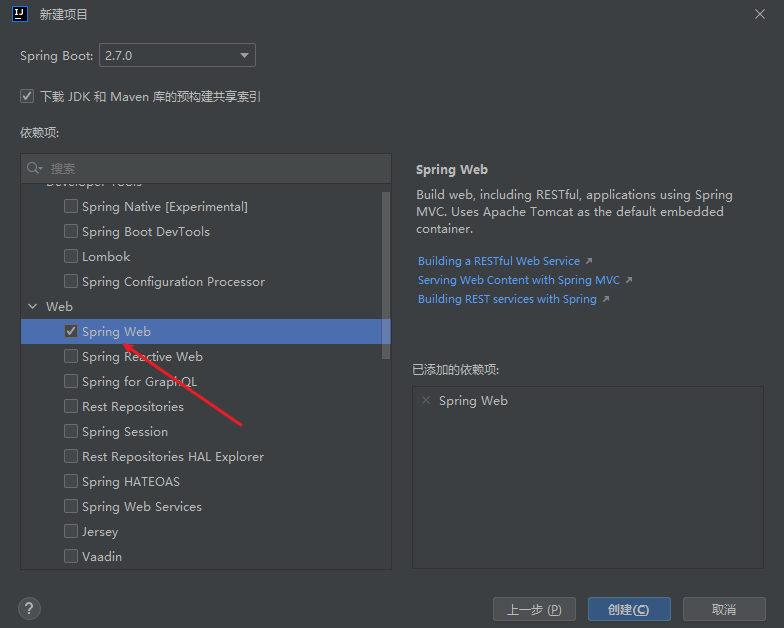 IJ
新建项目
Spring Boot: 2.7.0
下载 JDK 和 Maven 库的预构建共享索引
依赖项:
搜索
Developer Tools
Spring Native [Experimental]
Spring Boot DevTools
Lombok
Spring Configuration Processor
Web
Spring Web
Spring Reactive Web
Spring for GraphQL
Rest Repositories
Spring Session
Rest Repositories HAL Explorer
Spring HATEOAS
Spring Web Services
Jersey
Vaadin
Spring Web
Build web, including RESTful, applications using Spring
MVC. Uses Apache Tomcat as the default embedded
container.
Building a RESTful Web Service
Serving Web Content with Spring MVC
Building REST services with Spring
已添加的依赖项:
Spring Web
?
上一步 (P)
创建(C)
取消